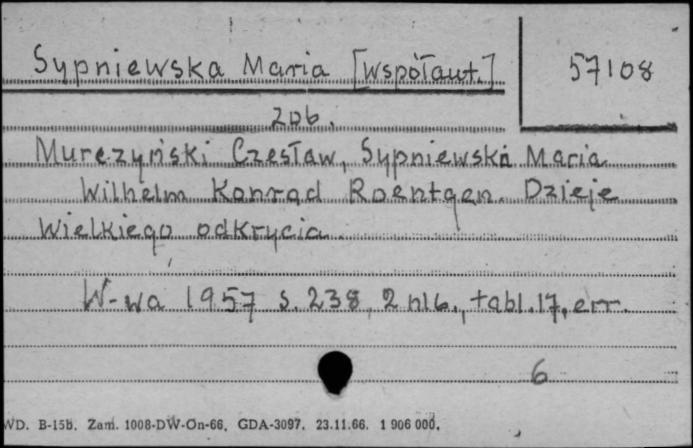 Sypniewska Maria [współaut.] 57108
zob.
Murczyński Czesław, Sypniewska Maria
Wilhelm Konrad Roentgen. Dzieje
wielkiego odkrycia.
W-wa 1957 s. 238, 2 nlb., tabl. 17, err.
6
WD. B-15b. Zam. 1008-DW-On-66. GDA-3097. 23.11.66. 1 906 000.